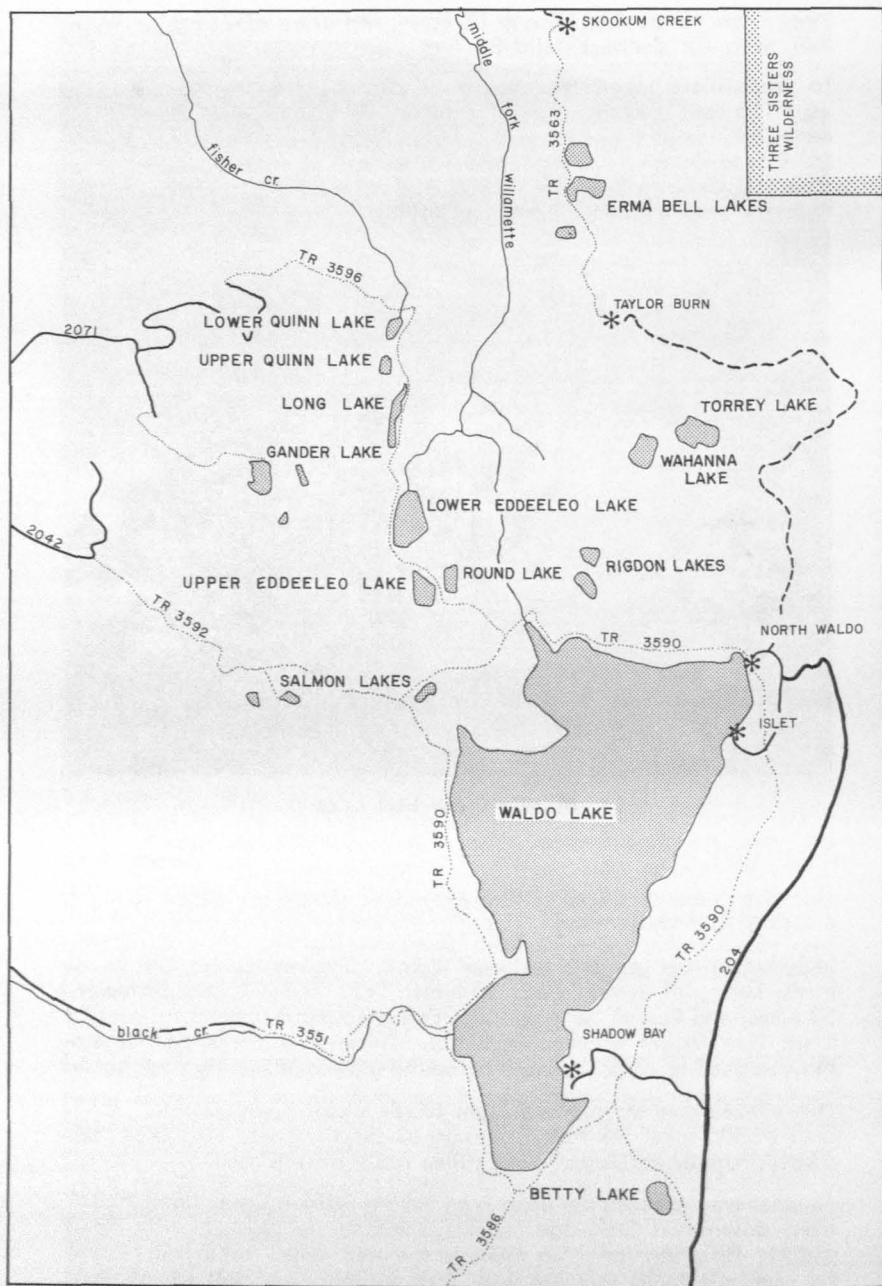 SKOOKUM CREEK
middle
fork
willamette
THREE SISTERS
WILDERNESS
TR 3563
fisher cr.
ERMA BELL LAKES
TR 3596
TAYLOR BURN
LOWER QUINN LAKE
2071
UPPER QUINN LAKE
LONG LAKE
TORREY LAKE
GANDER LAKE
WAHANNA
LAKE
LOWER EDDEELEO LAKE
2042
ROUND LAKE
RIGDON LAKES
UPPER EDDEELEO LAKE
TR 3592
TR 3590
NORTH WALDO
SALMON LAKES
ISLET
WALDO LAKE
TR 3590
TR 3590
204
black cr.
TR 3551
SHADOW BAY
BETTY LAKE
TR 3586